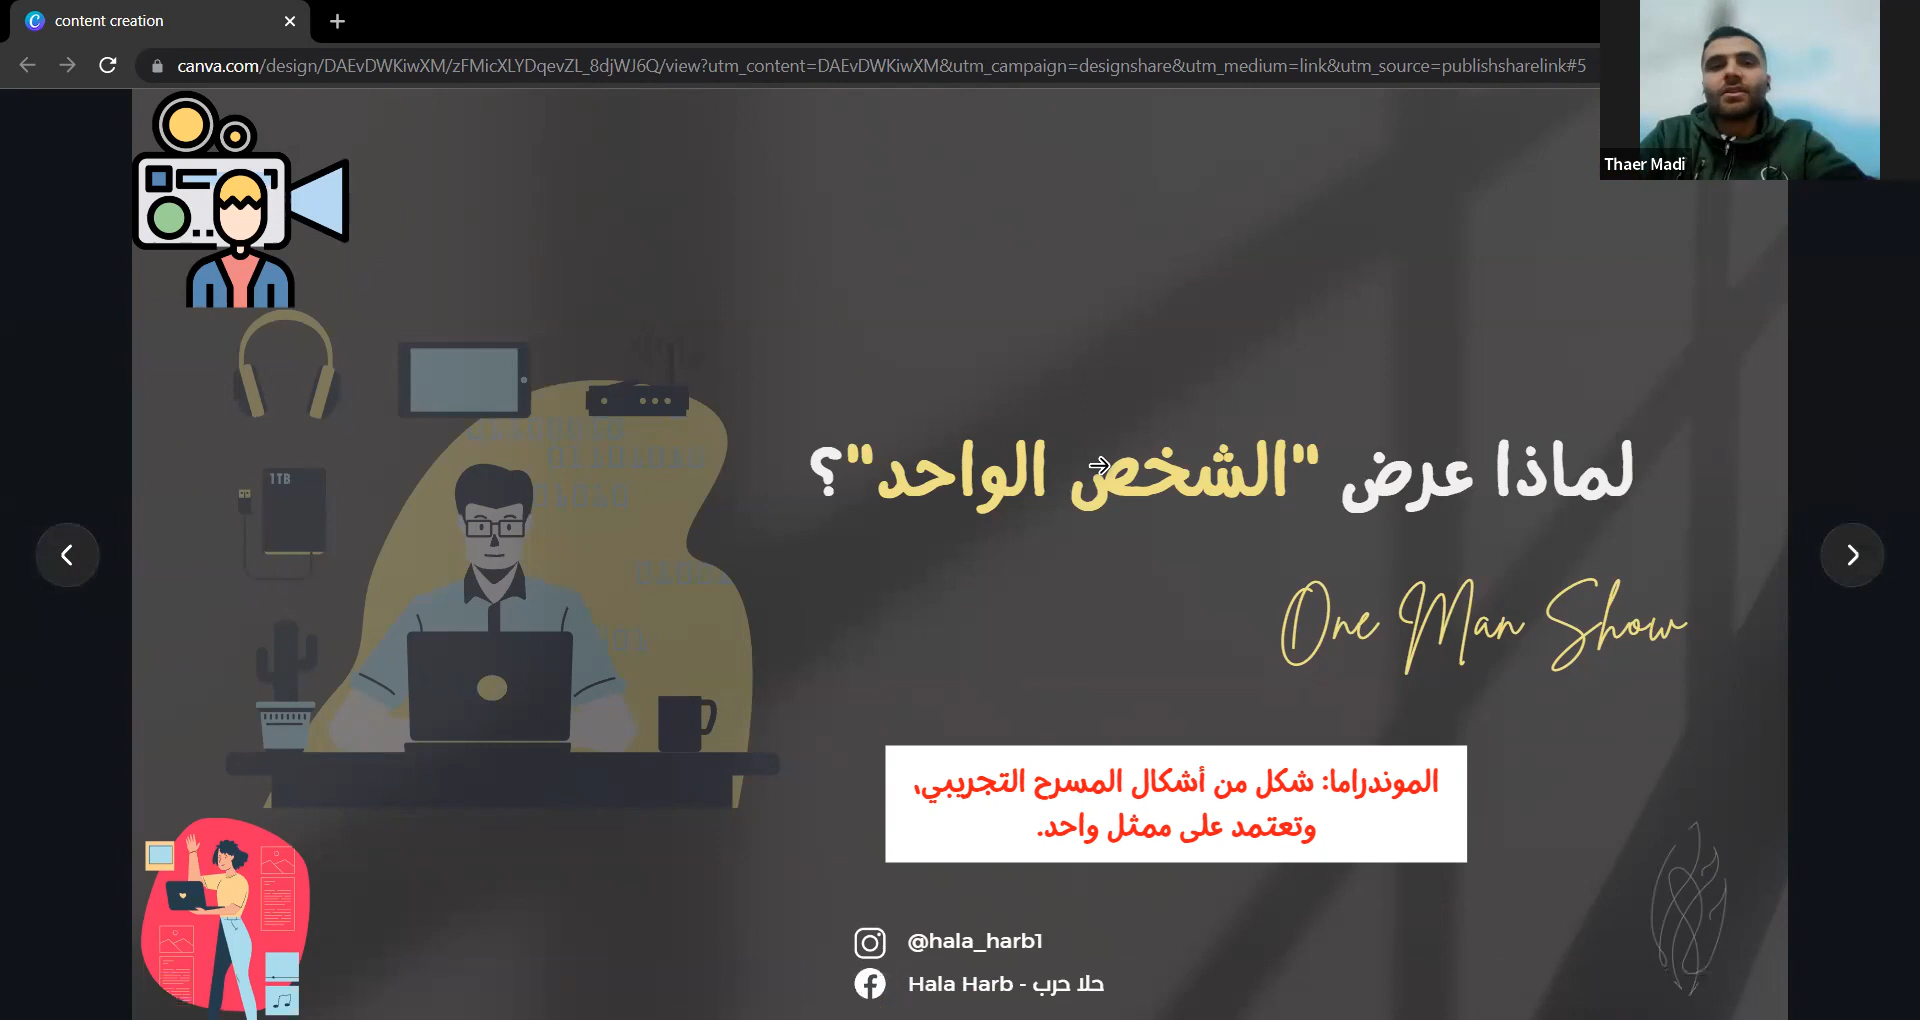 content creation
canva.com/design/DAEvDWKiwXM/zFMicXLYDqevZL_8djWJ6Q/view?utm_content=DAEvDWKiwXM&utm_campaign=designshare&utm_medium=link&utm_source=publishsharelink#5
Thaer Madi
1TB
لماذا عرض "الشخص الواحد"؟
One Man Show
الموندراما: شكل من أشكال المسرح التجريبي،
وتعتمد على ممثل واحد.
@hala_harb1
Hala Harb - حلا حرب